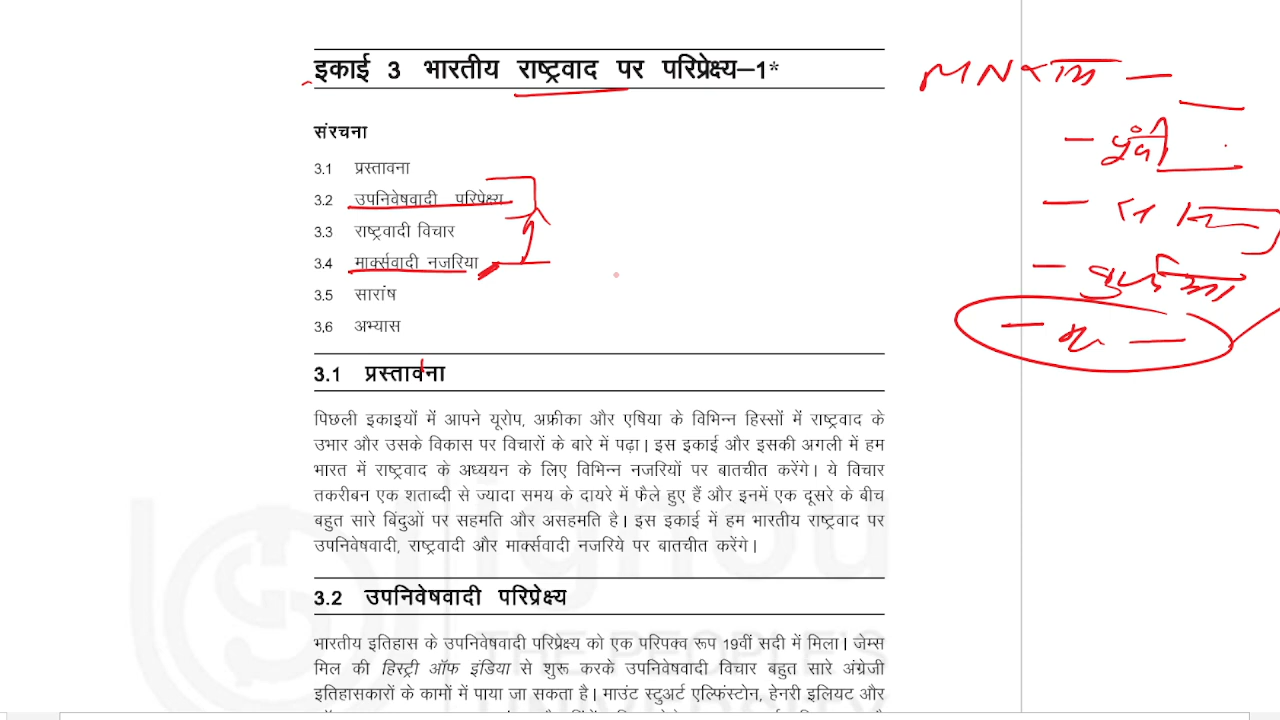 इकाई 3 भारतीय राष्ट्रवाद पर परिप्रेक्ष्य–1*
संरचना
3.1 प्रस्तावना
3.2 उपनिवेषवादी परिप्रेक्ष्य
3.3 राष्ट्रवादी विचार
3.4 मार्क्सवादी नजरिया
3.5 सारांष
3.6 अभ्यास
3.1 प्रस्तावना
पिछली इकाइयों में आपने यूरोप, अफ्रीका और एषिया के विभिन्न हिस्सों में राष्ट्रवाद के
उभार और उसके विकास पर विचारों के बारे में पढ़ा। इस इकाई और इसकी अगली में हम
भारत में राष्ट्रवाद के अध्ययन के लिए विभिन्न नजरियों पर बातचीत करेंगे। ये विचार
तकरीबन एक शताब्दी से ज्यादा समय के दायरे में फैले हुए हैं और इनमें एक दूसरे के बीच
बहुत सारे बिंदुओं पर सहमति और असहमति है। इस इकाई में हम भारतीय राष्ट्रवाद पर
उपनिवेषवादी, राष्ट्रवादी और मार्क्सवादी नजरिये पर बातचीत करेंगे।
3.2 उपनिवेषवादी परिप्रेक्ष्य
भारतीय इतिहास के उपनिवेषवादी परिप्रेक्ष्य को एक परिपक्व रूप 19वीं सदी में मिला। जेम्स
मिल की हिस्ट्री ऑफ इंडिया से शुरू करके उपनिवेषवादी विचार बहुत सारे अंग्रेजी
इतिहासकारों के कामों में पाया जा सकता है। माउंट स्टुअर्ट एल्फिंस्टोन, हेनरी इलियट और
ignou
THE PEOPLE'S
UNIVERSITY